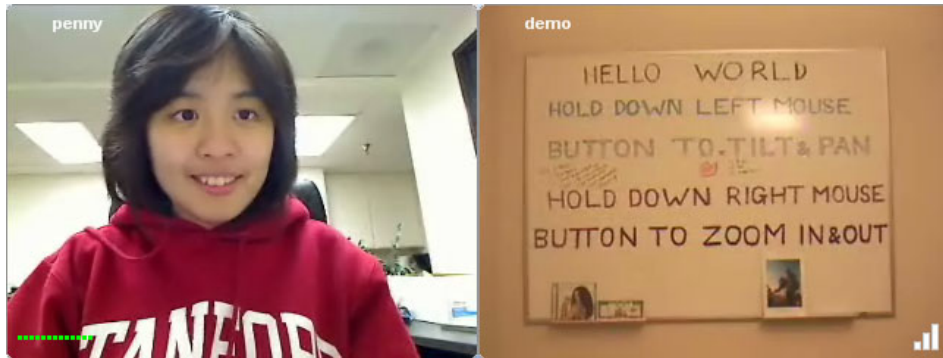 penny
TANFOR
demo
HELLO WORLD
HOLD DOWN LEFT MOUSE
BUTTON TO TILT & PAN
HOLD DOWN RIGHT MOUSE
BUTTON TO ZOOM IN & OUT